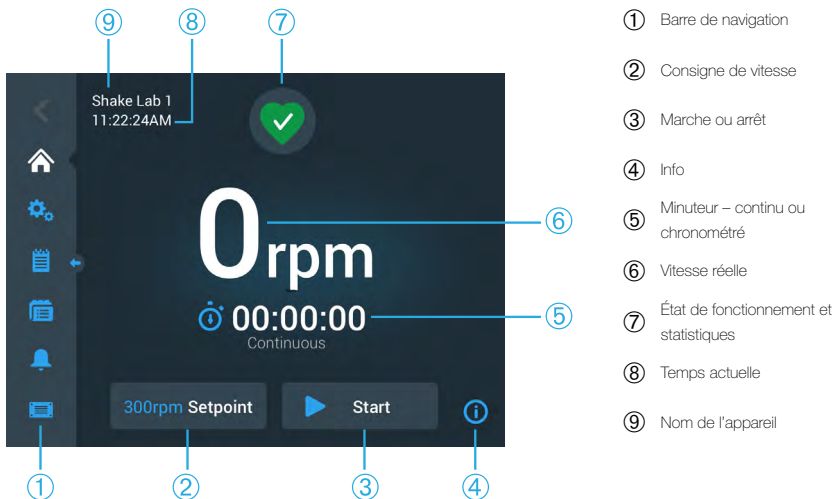 ⑨ ⑧ ⑦
Shake Lab 1
11:22:24AM
0rpm
⑥
00:00:00
⑤
Continuous
300rpm Setpoint
Start
① ② ③ ④
① Barre de navigation
② Consigne de vitesse
③ Marche ou arrêt
④ Info
⑤ Minuteur – continu ou
chronométré
⑥ Vitesse réelle
⑦ État de fonctionnement et
statistiques
⑧ Temps actuelle
⑨ Nom de l'appareil